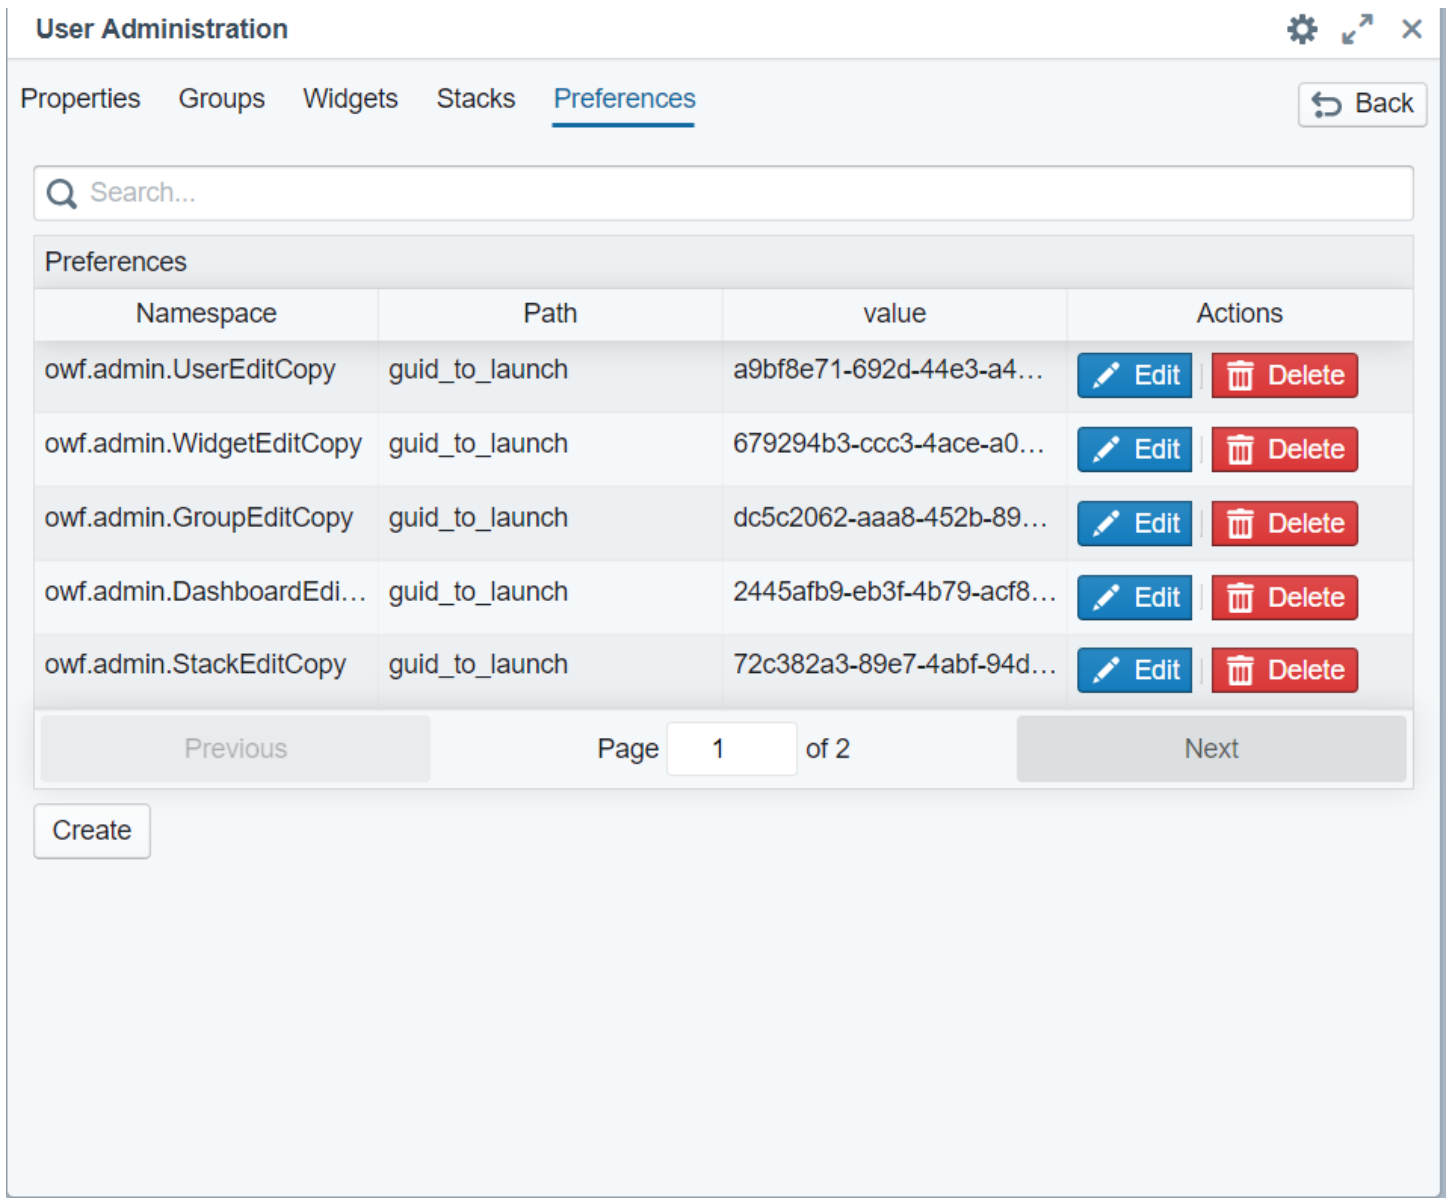 User Administration
Properties Groups Widgets Stacks Preferences Back
Search...
Preferences
Namespace Path value Actions
owf.admin.UserEditCopy guid_to_launch a9bf8e71-692d-44e3-a4... Edit Delete
owf.admin.WidgetEditCopy guid_to_launch 679294b3-ccc3-4ace-a0... Edit Delete
owf.admin.GroupEditCopy guid_to_launch dc5c2062-aaa8-452b-89... Edit Delete
owf.admin.DashboardEdi... guid_to_launch 2445afb9-eb3f-4b79-acf8... Edit Delete
owf.admin.StackEditCopy guid_to_launch 72c382a3-89e7-4abf-94d... Edit Delete
Previous Page 1 of 2 Next
Create